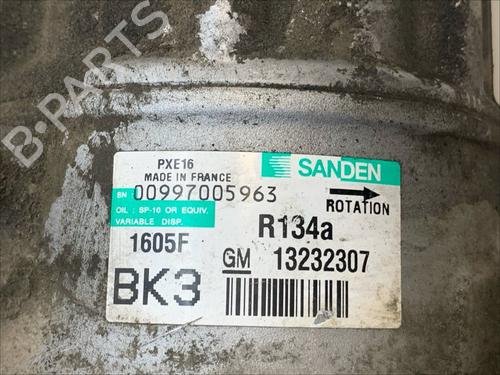 B-PARTS
PXE16
MADE IN FRANCE
SANDEN
SN 00997005963
ROTATION
OIL : SP-10 OR EQUIV.
VARIABLE DISP.
R134a
1605F
GM 13232307
BK3